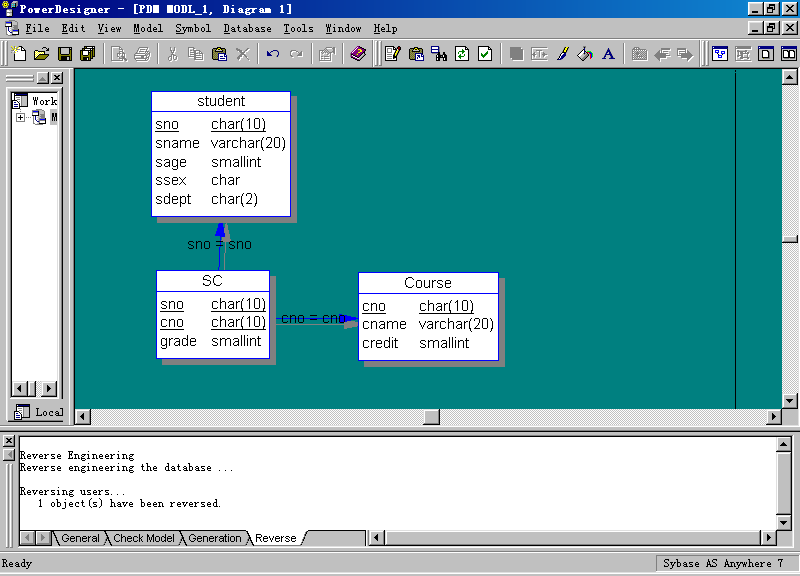 PowerDesigner - [PDM MODL_1, Diagram 1]
File Edit View Model Symbol Database Tools Window Help
Work
M
Local
student
sno char(10)
sname varchar(20)
sage smallint
ssex char
sdept char(2)
sno = sno
SC
sno char(10)
cno char(10)
grade smallint
cno = cno
Course
cno char(10)
cname varchar(20)
credit smallint
Reverse Engineering
Reverse engineering the database ...
Reversing users...
1 object(s) have been reversed.
General Check Model Generation Reverse
Ready
Sybase AS Anywhere 7